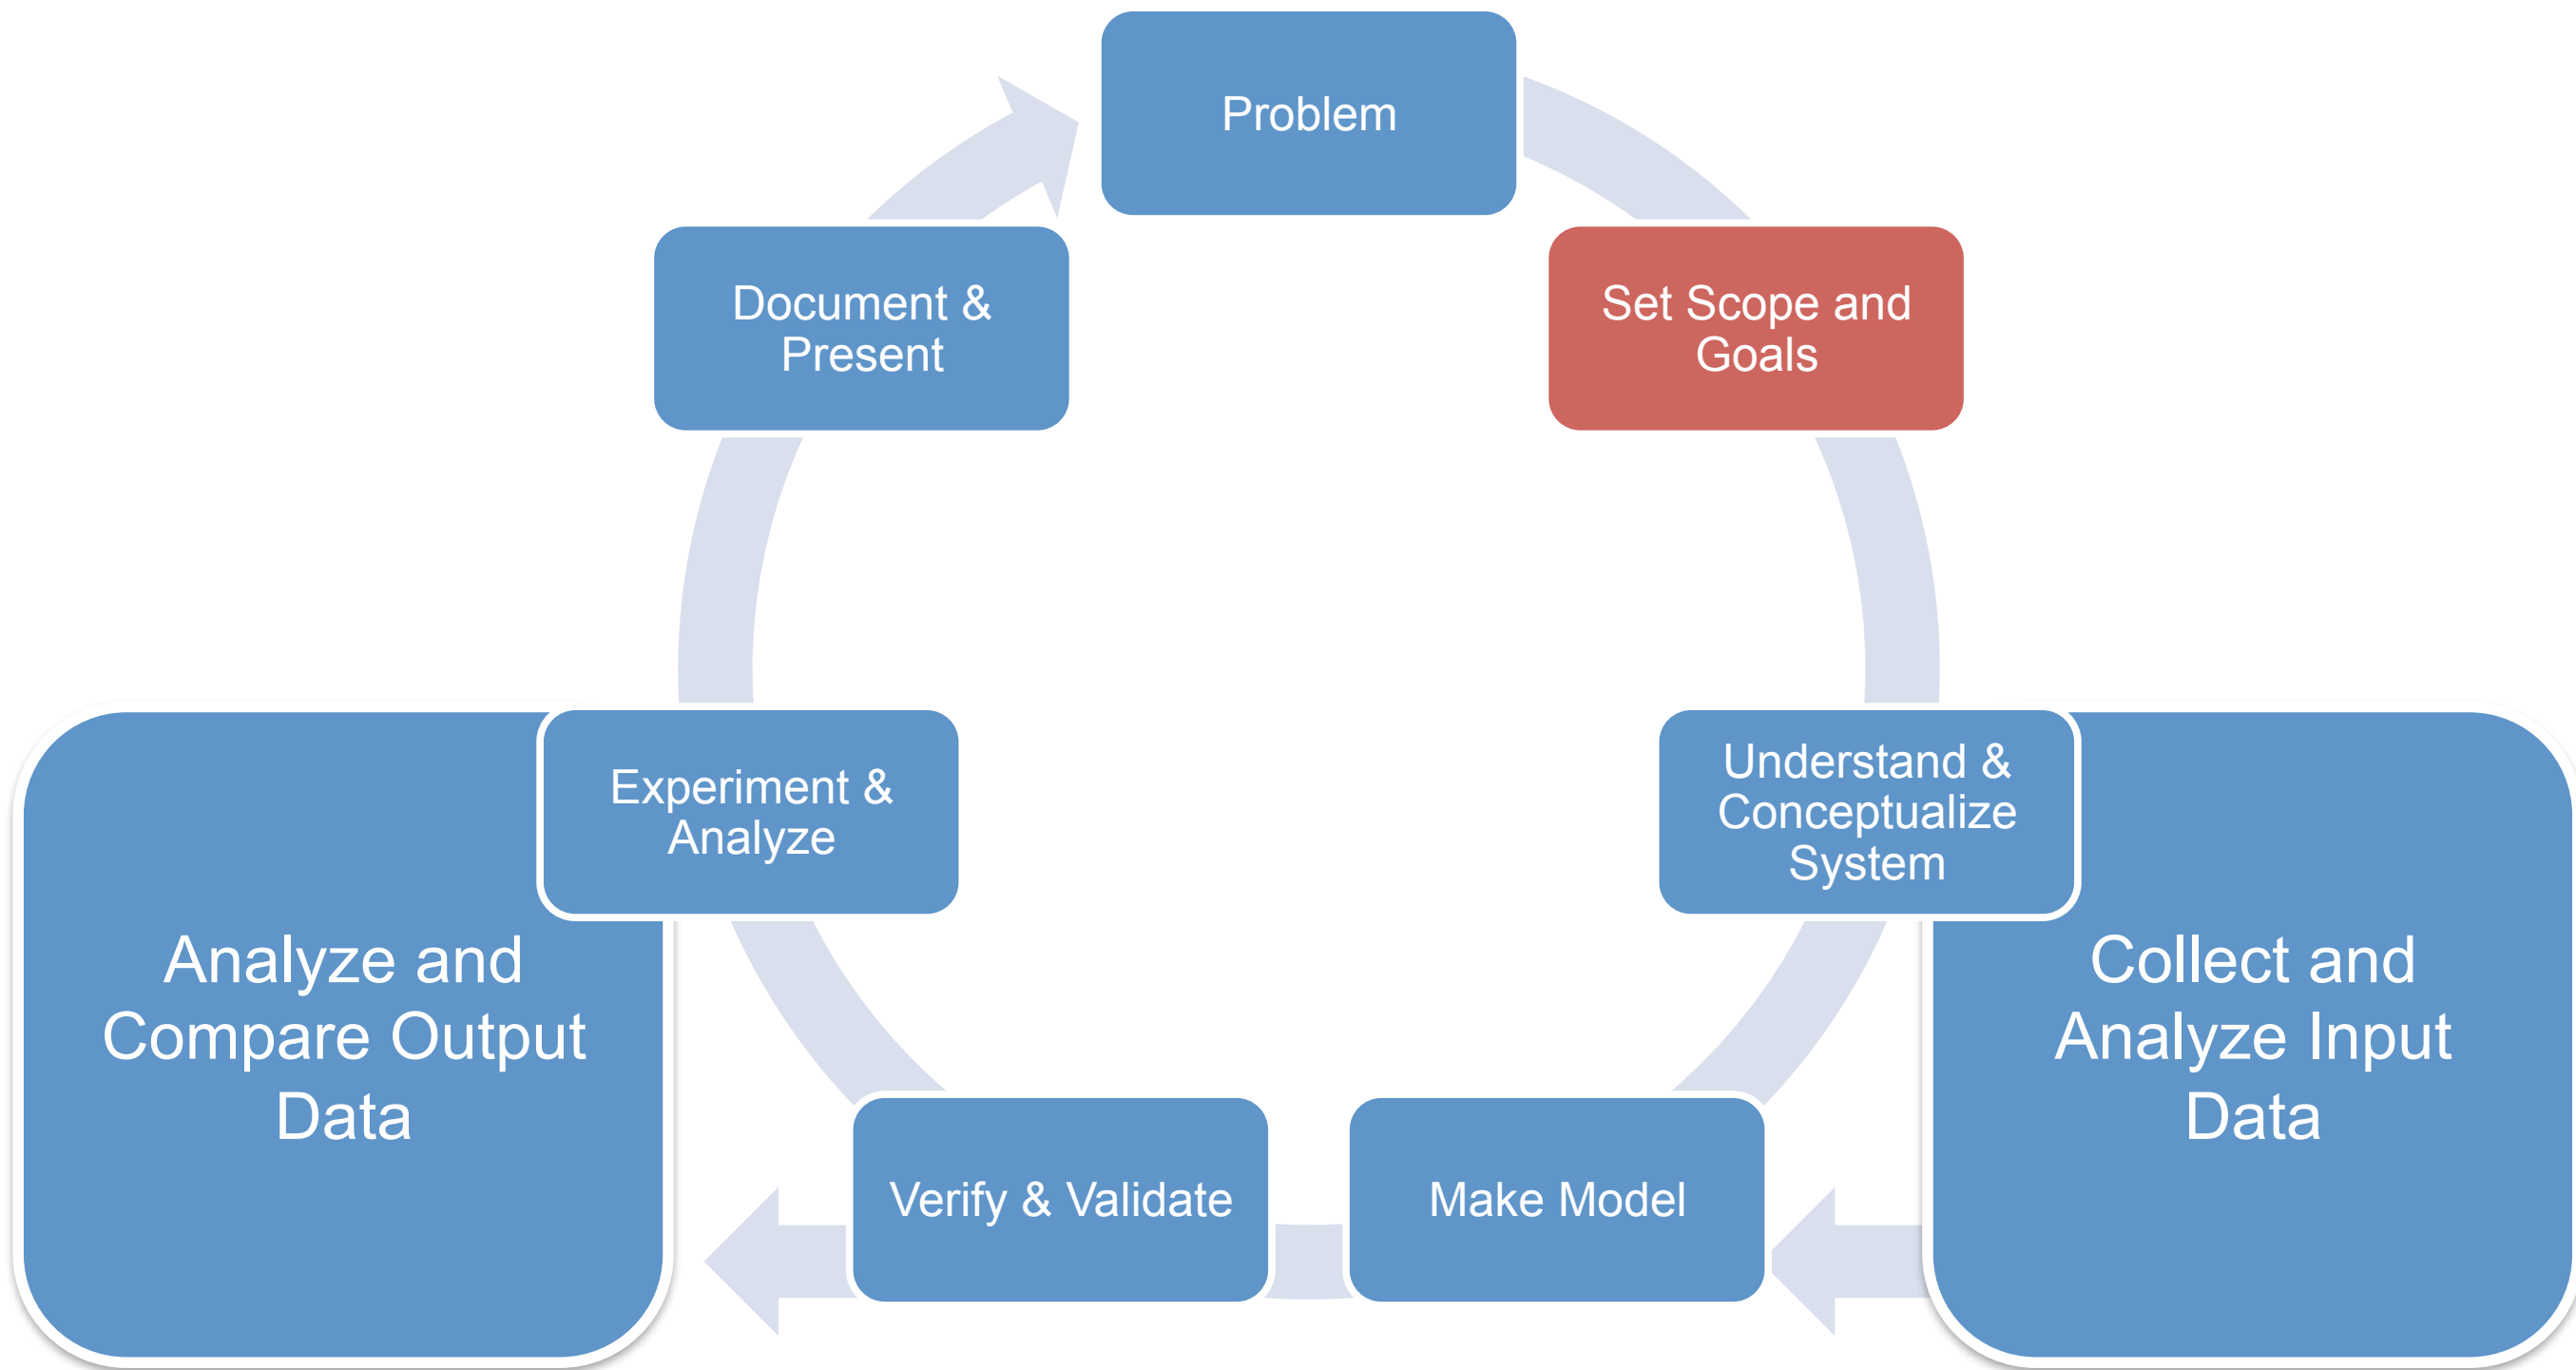 Problem
Set Scope and
Goals
Understand &
Conceptualize
System
Collect and
Analyze Input
Data
Make Model
Verify & Validate
Experiment &
Analyze
Analyze and
Compare Output
Data
Document &
Present